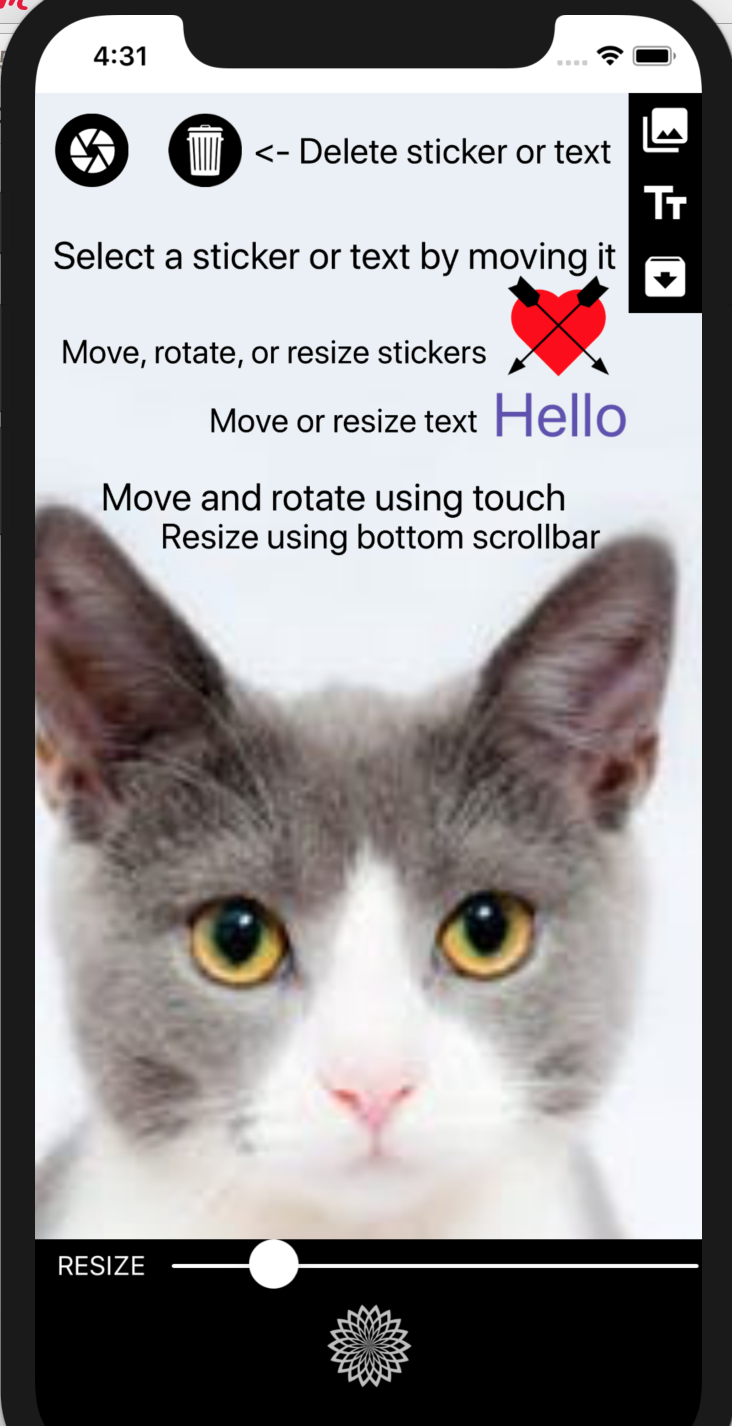 4:31
<- Delete sticker or text
Tт
Select a sticker or text by moving it
Move, rotate, or resize stickers
Move or resize text Hello
Move and rotate using touch
Resize using bottom scrollbar
RESIZE